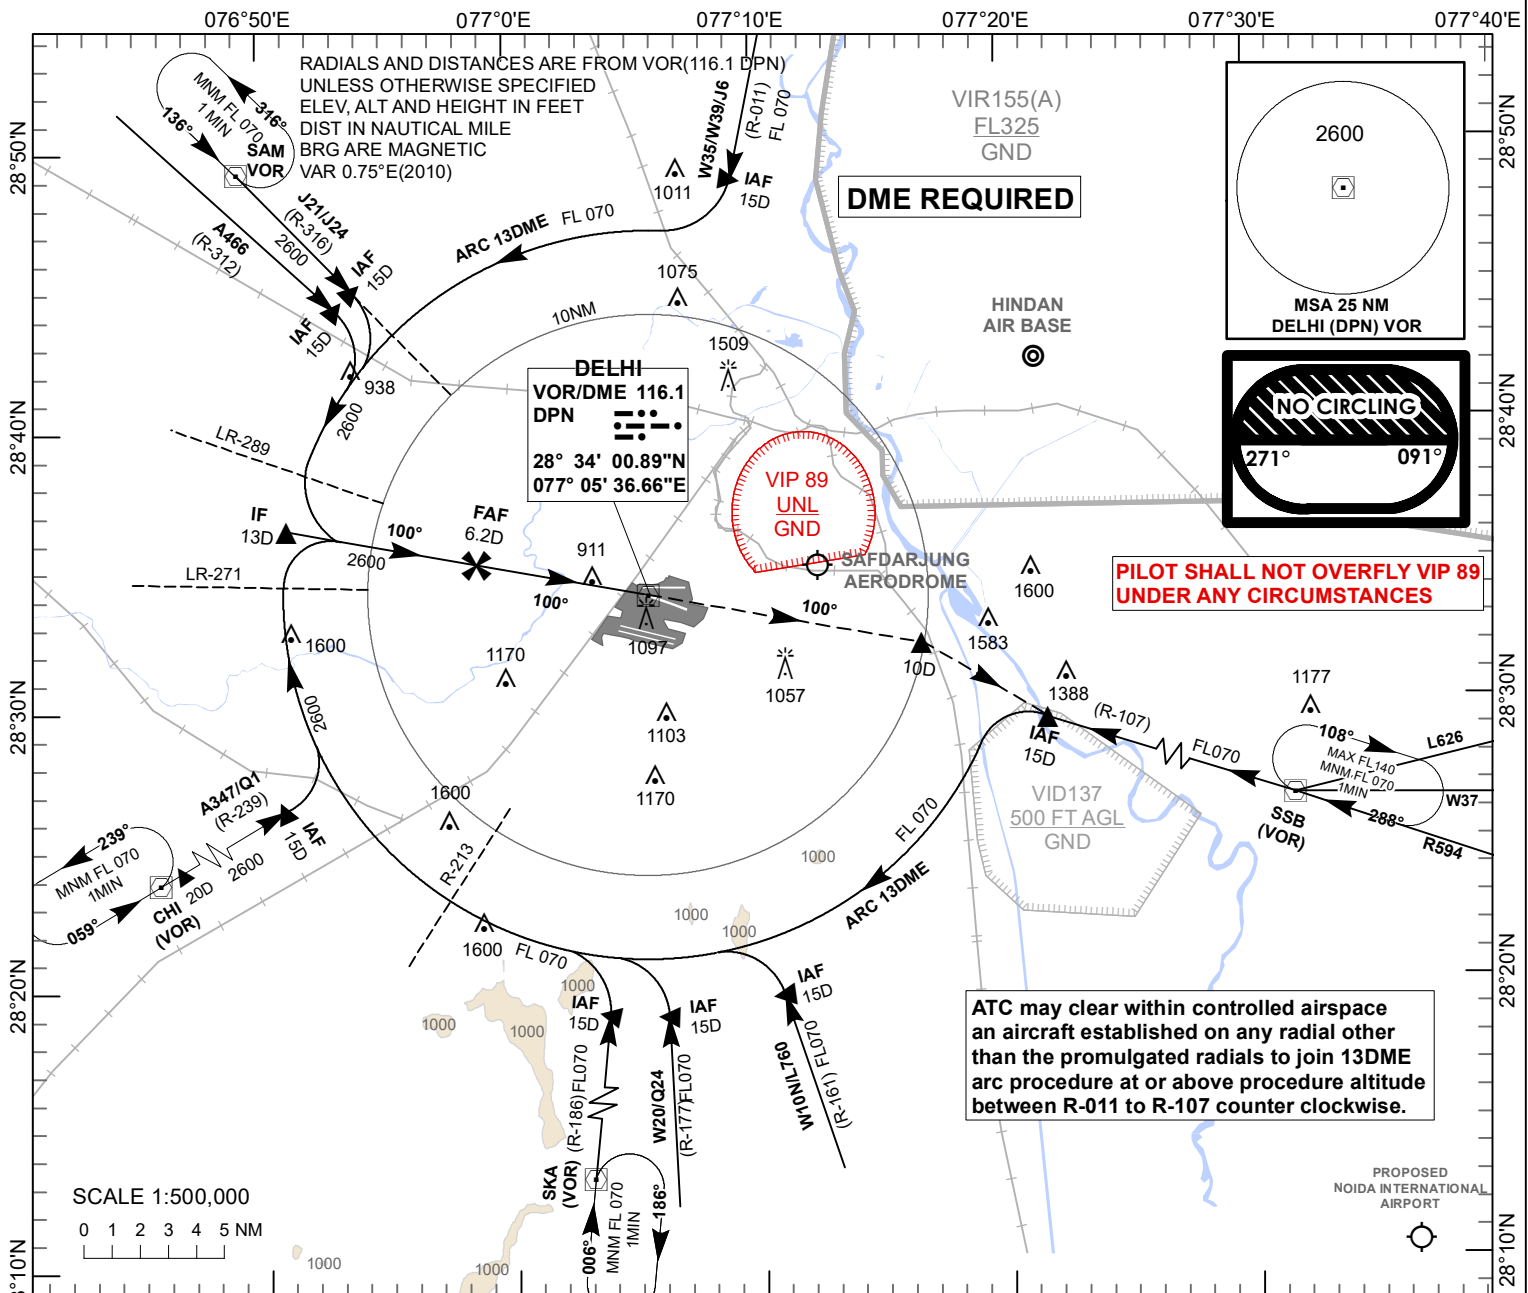 076°50'E
077°0'E
077°10'E
077°20'E
077°30'E
077°40'E
28°50'N
28°40'N
28°30'N
28°20'N
28°10'N
28°50'N
28°40'N
28°30'N
28°20'N
28°10'N
RADIALS AND DISTANCES ARE FROM VOR(116.1 DPN)
UNLESS OTHERWISE SPECIFIED
ELEV, ALT AND HEIGHT IN FEET
DIST IN NAUTICAL MILE
BRG ARE MAGNETIC
VAR 0.75°E(2010)
MNM FL 070
1 MIN
316°
136°
SAM
VOR
J21/J24
(R-316)
2600
A466
(R-312)
IAF
15D
IAF
15D
W35/W39/J6
(R-011)
FL 070
IAF
15D
ARC 13DME
FL 070
1011
1075
10NM
1509
938
2600
VIR155(A)
FL325
GND
DME REQUIRED
HINDAN
AIR BASE
2600
MSA 25 NM
DELHI (DPN) VOR
NO CIRCLING
271°
091°
DELHI
VOR/DME 116.1
DPN
28° 34' 00.89"N
077° 05' 36.66"E
VIP 89
UNL
GND
SAFDARJUNG
AERODROME
PILOT SHALL NOT OVERFLY VIP 89
UNDER ANY CIRCUMSTANCES
LR-289
IF
13D
100°
2600
FAF
6.2D
911
100°
LR-271
100°
1097
1600
1583
1388
1177
10D
1057
1600
1170
1103
1170
1600
2600
IAF
15D
(R-107)
FL070
108°
MAX FL140
MNM FL 070
1MIN
288°
L626
W37
R594
SSB
(VOR)
VID137
500 FT AGL
GND
FL 070
ARC 13DME
A347/Q1
(R-239)
2600
IAF
15D
239°
MNM FL 070
1MIN
059°
CHI
(VOR)
20D
R-213
1600
FL 070
1000
1000
1000
1000
1000
1000
1000
1000
IAF
15D
IAF
15D
IAF
15D
(R-186)FL070
W20/Q24
(R-177)FL070
W10N/L760
(R-161) FL070
SKA
(VOR)
006°
MNM FL 070
1MIN
186°
ATC may clear within controlled airspace
an aircraft established on any radial other
than the promulgated radials to join 13DME
arc procedure at or above procedure altitude
between R-011 to R-107 counter clockwise.
PROPOSED
NOIDA INTERNATIONAL
AIRPORT
SCALE 1:500,000
0 1 2 3 4 5 NM